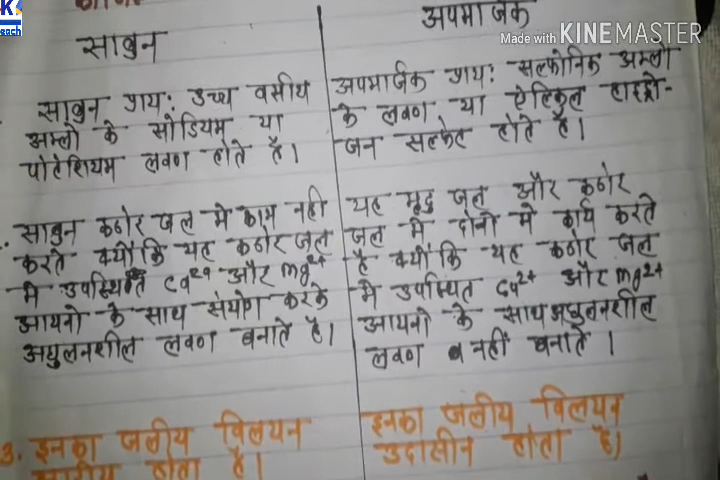 K
each
Made with KINEMASTER
साबुन
साबुन प्रायः उच्च वसीय
अम्लो के सोडियम या
पोटेशियम लवण होते है।
साबुन कठोर जल मे काम नही
करते क्योंकि यह कठोर जल
मे उपस्थित Ca²⁺ और mg²⁺
आयनो के साथ संयोग करके
अघुलनशील लवण बनाते है।
3. इनका जलीय विलयन
क्षारीय होता है।
अपमार्जक
अपमार्जक प्रायः सल्फोनिक अम्लो
के लवण या ऐल्किल हाइड्रो-
जन सल्फेट होते है।
यह मृदु जल और कठोर
जल मे दोनो मे कार्य करते
है क्योंकि यह कठोर जल
मे उपस्थित Ca²⁺ और mg²⁺
आयनो के साथ अघुलनशील
लवण नहीं बनाते।
इनका जलीय विलयन
उदासीन होता है।